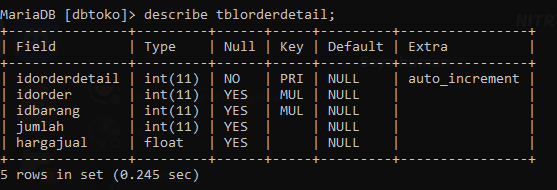 MariaDB [dbtoko]> describe tblorderdetail;
+---------------+---------+------+-----+---------+----------------+
| Field         | Type    | Null | Key | Default | Extra          |
+---------------+---------+------+-----+---------+----------------+
| idorderdetail | int(11) | NO   | PRI | NULL    | auto_increment |
| idorder       | int(11) | YES  | MUL | NULL    |                |
| idbarang      | int(11) | YES  | MUL | NULL    |                |
| jumlah        | int(11) | YES  |     | NULL    |                |
| hargajual     | float   | YES  |     | NULL    |                |
+---------------+---------+------+-----+---------+----------------+
5 rows in set (0.245 sec)